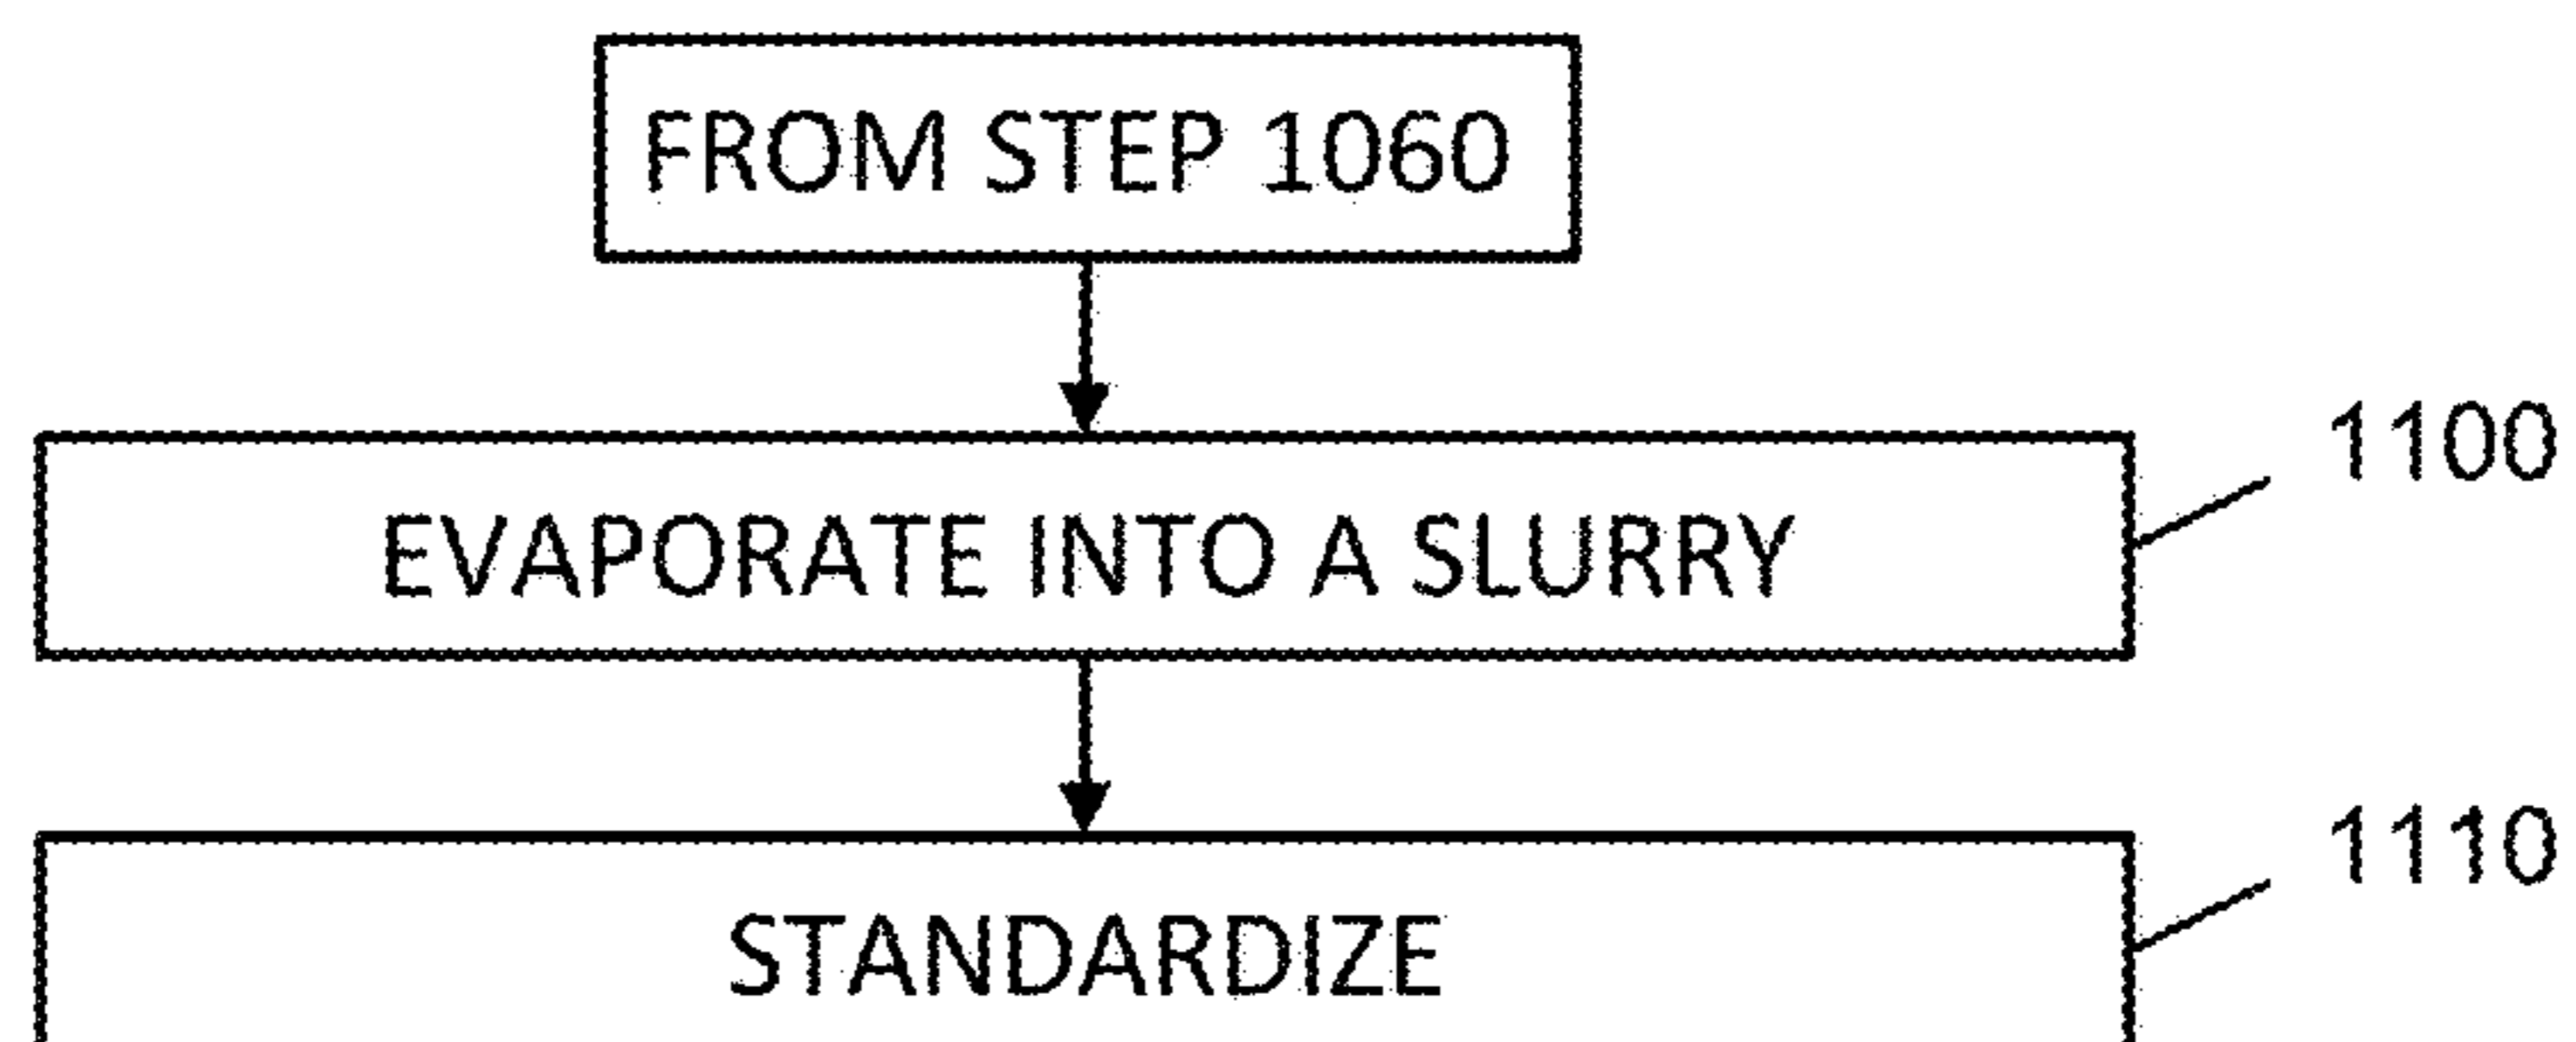 FROM STEP 1060
1100
EVAPORATE INTO A SLURRY
1110
STANDARDIZE